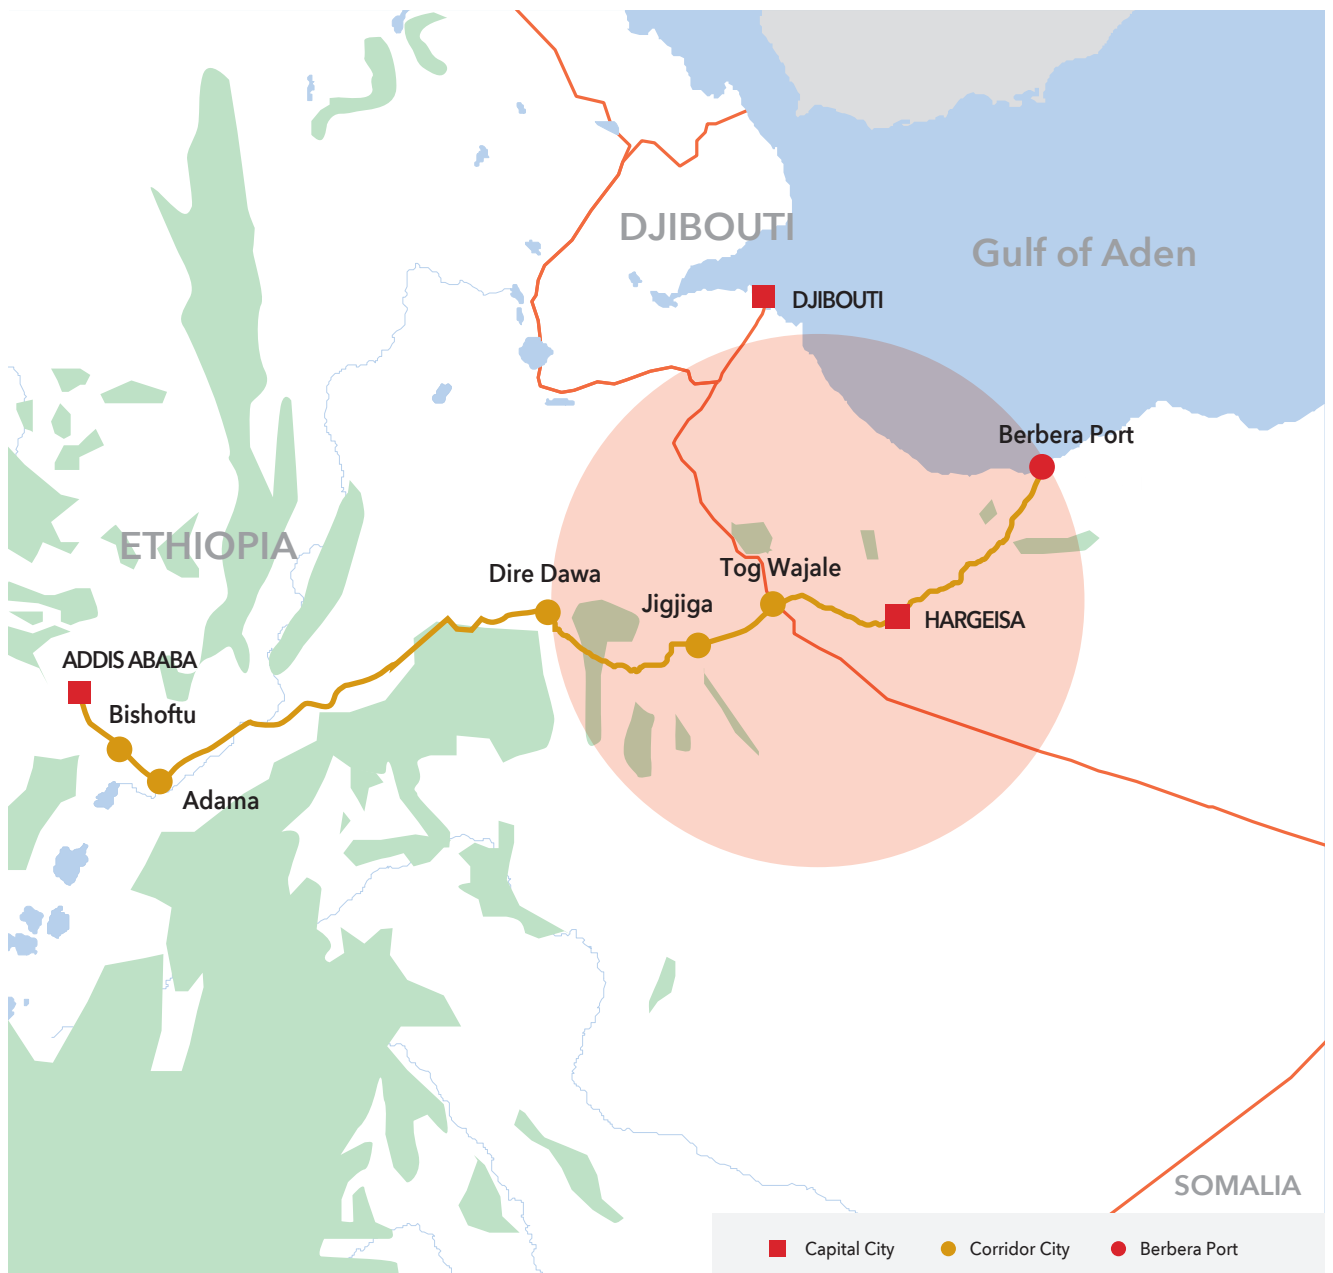 DJIBOUTI
Gulf of Aden
DJIBOUTI
Berbera Port
ETHIOPIA
Dire Dawa
Tog Wajale
Jigjiga
HARGEISA
ADDIS ABABA
Bishoftu
Adama
SOMALIA
Capital City
Corridor City
Berbera Port